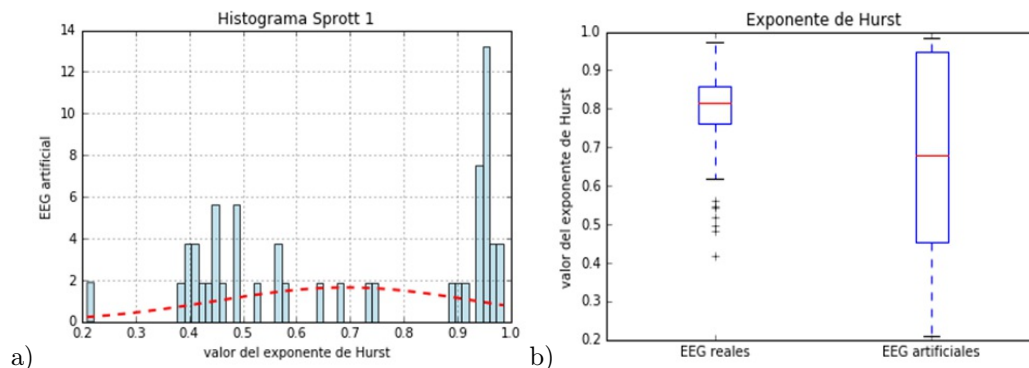 Histograma Sprott 1
14
12
10
8
6
4
2
0
EEG artificial
0.2 0.3 0.4 0.5 0.6 0.7 0.8 0.9 1.0
valor del exponente de Hurst
a)
Exponente de Hurst
1.0
0.9
0.8
0.7
0.6
0.5
0.4
0.3
0.2
valor del exponente de Hurst
EEG reales EEG artificiales
b)